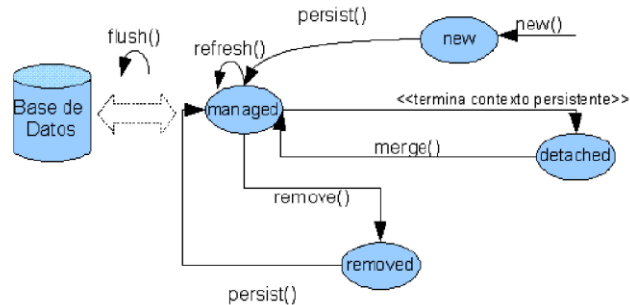 persist()
new()
new
flush()
refresh()
Base de
Datos
managed
<<termina contexto persistente>>
merge()
detached
remove()
removed
persist()